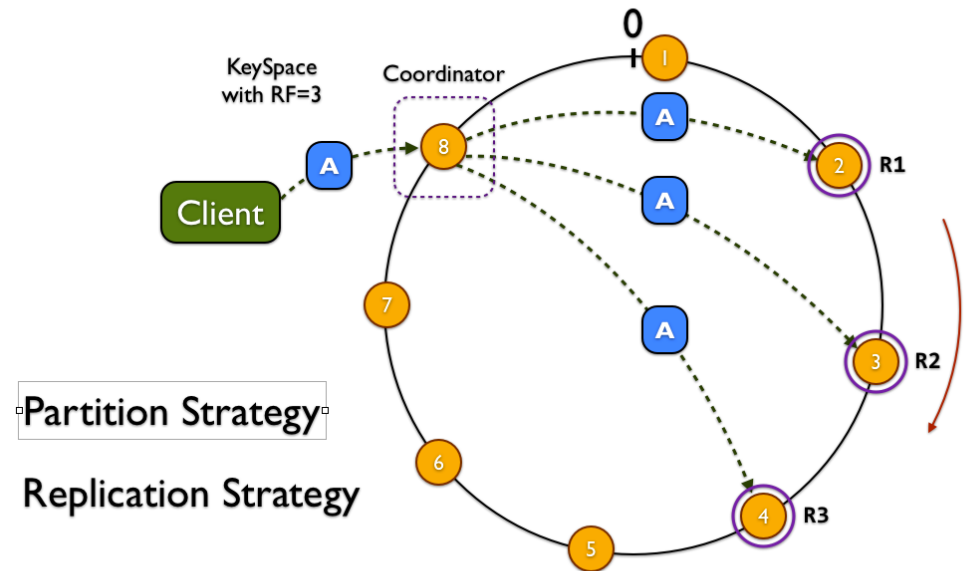 0
1
KeySpace
with RF=3
Coordinator
A
A
8
A
2
R1
Client
A
7
A
3
R2
Partition Strategy
6
Replication Strategy
4
R3
5